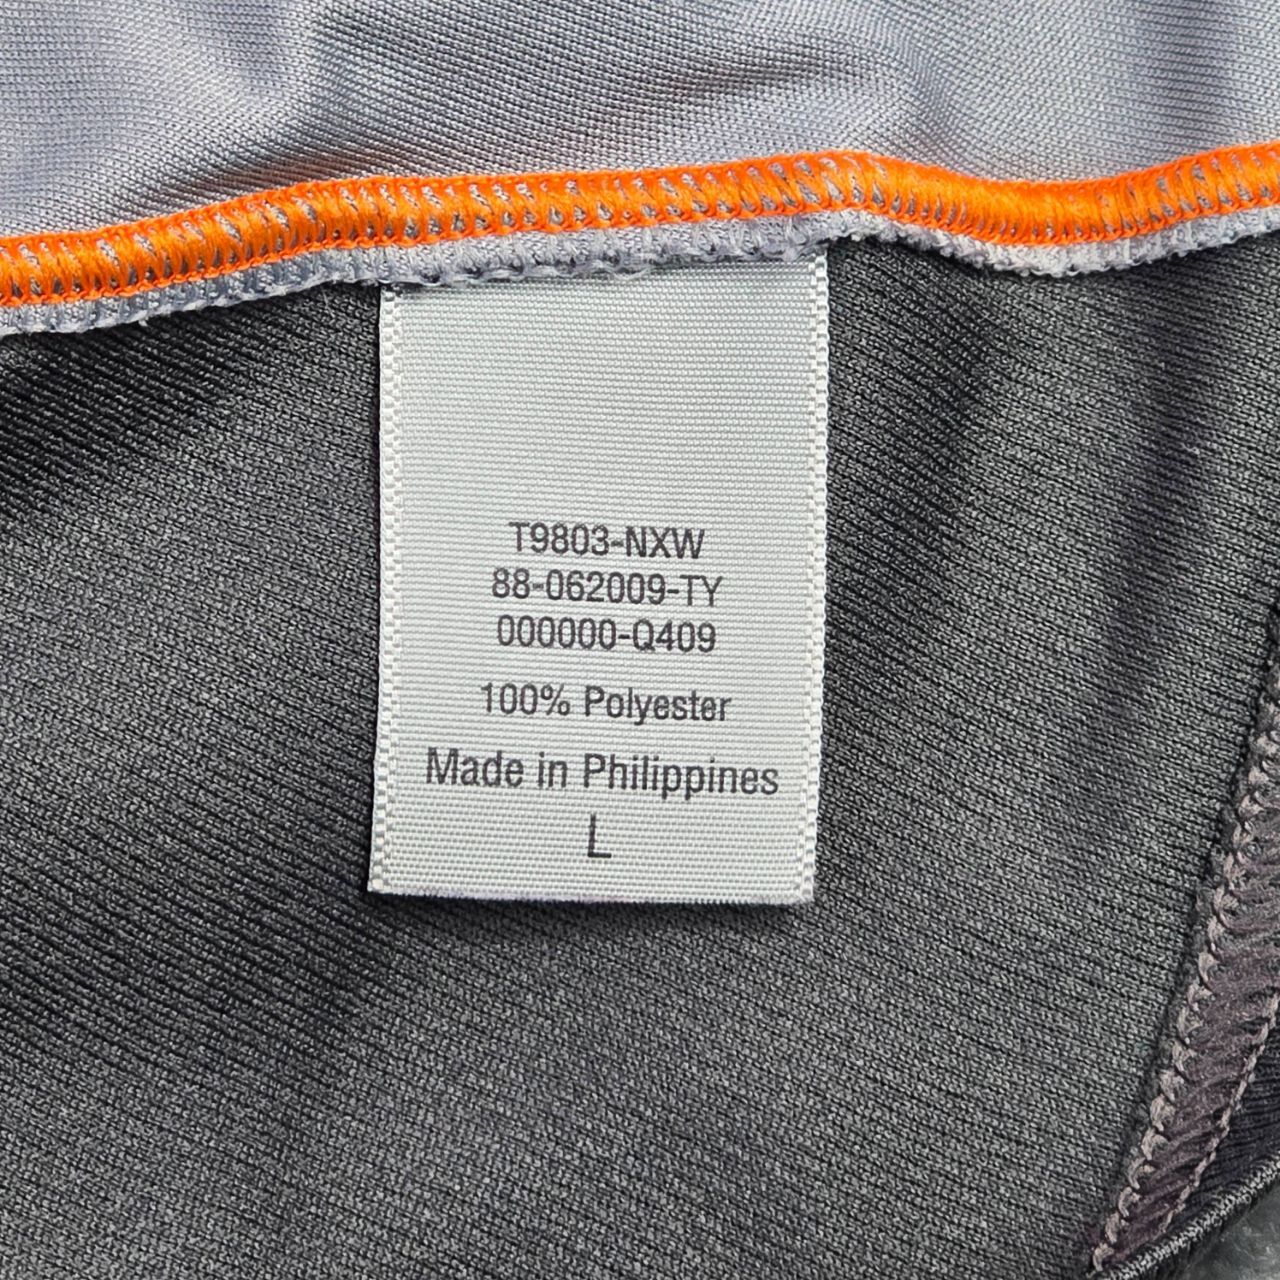 T9803-NXW
88-062009-TY
000000-Q409
100% Polyester
Made in Philippines
L